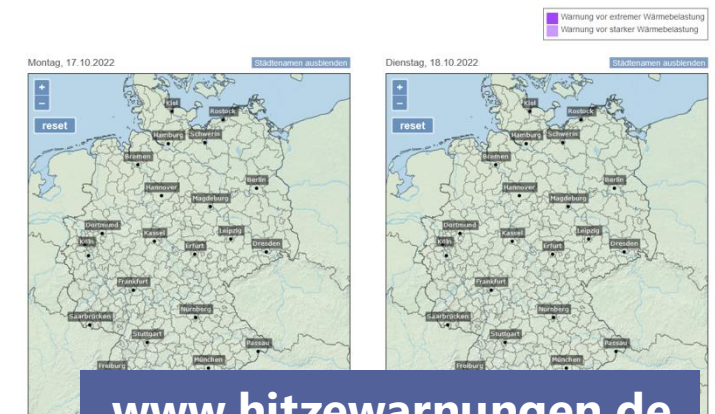 Warnung vor extremer Wärmebelastung
Warnung vor starker Wärmebelastung
Montag, 17.10.2022
Städtenamen ausblenden
+
−
reset
Kiel
Rostock
Hamburg
Schwerin
Bremen
Berlin
Hannover
Magdeburg
Dortmund
Köln
Kassel
Leipzig
Erfurt
Dresden
Frankfurt
Saarbrücken
Nürnberg
Stuttgart
Passau
München
Freiburg
Dienstag, 18.10.2022
Städtenamen ausblenden
+
−
reset
Kiel
Rostock
Hamburg
Schwerin
Bremen
Berlin
Hannover
Magdeburg
Dortmund
Köln
Kassel
Leipzig
Erfurt
Dresden
Frankfurt
Saarbrücken
Nürnberg
Stuttgart
Passau
München
Freiburg
www.hitzewarnungen.de